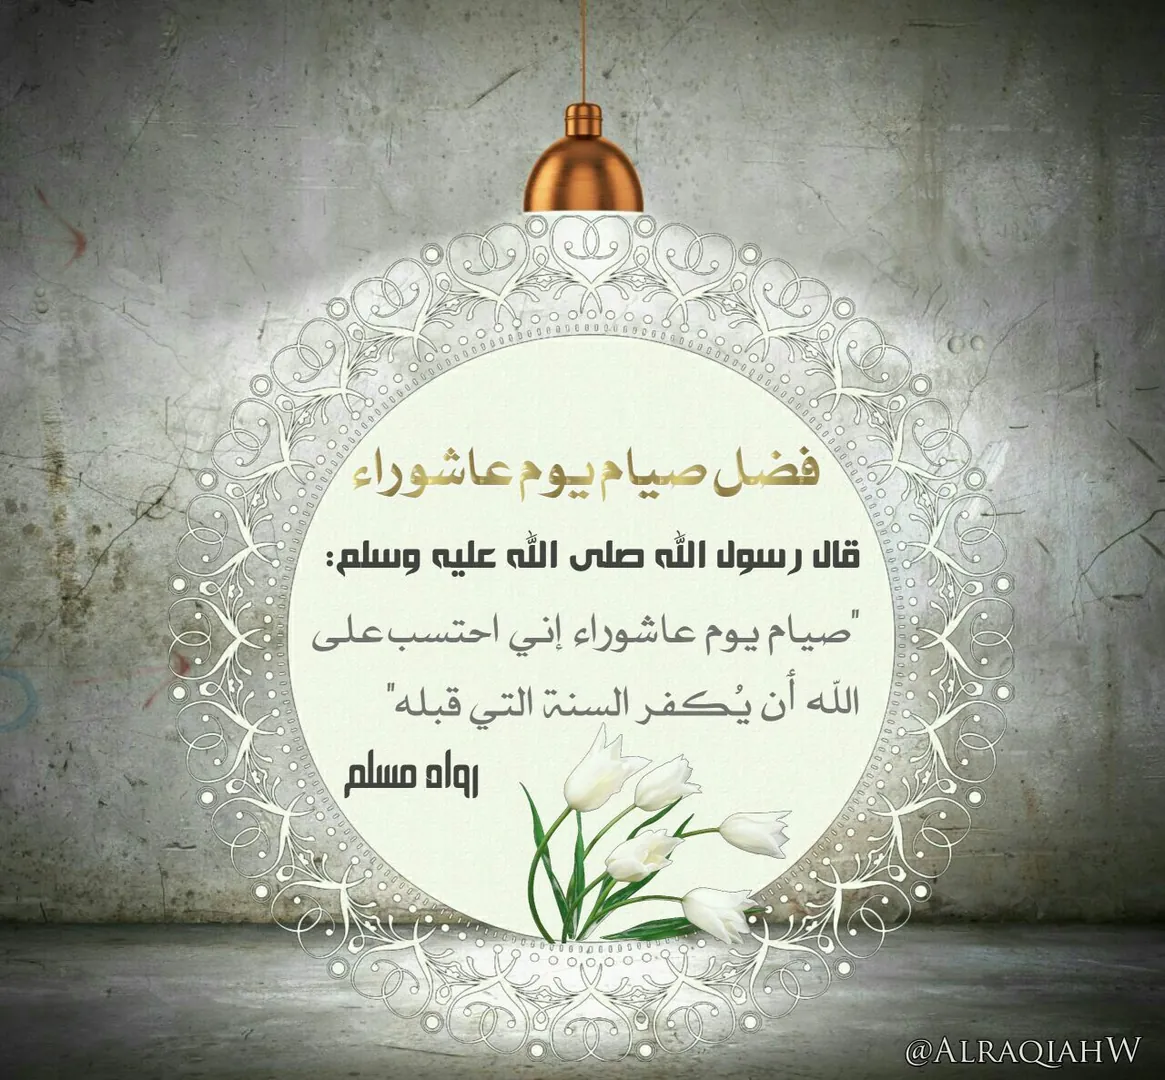 فضل صيام يوم عاشوراء
قال رسول الله صلى الله عليه وسلم:
"صيام يوم عاشوراء إني احتسب على
الله أن يُكفر السنة التي قبله"
رواه مسلم
@ALRAQIAHW